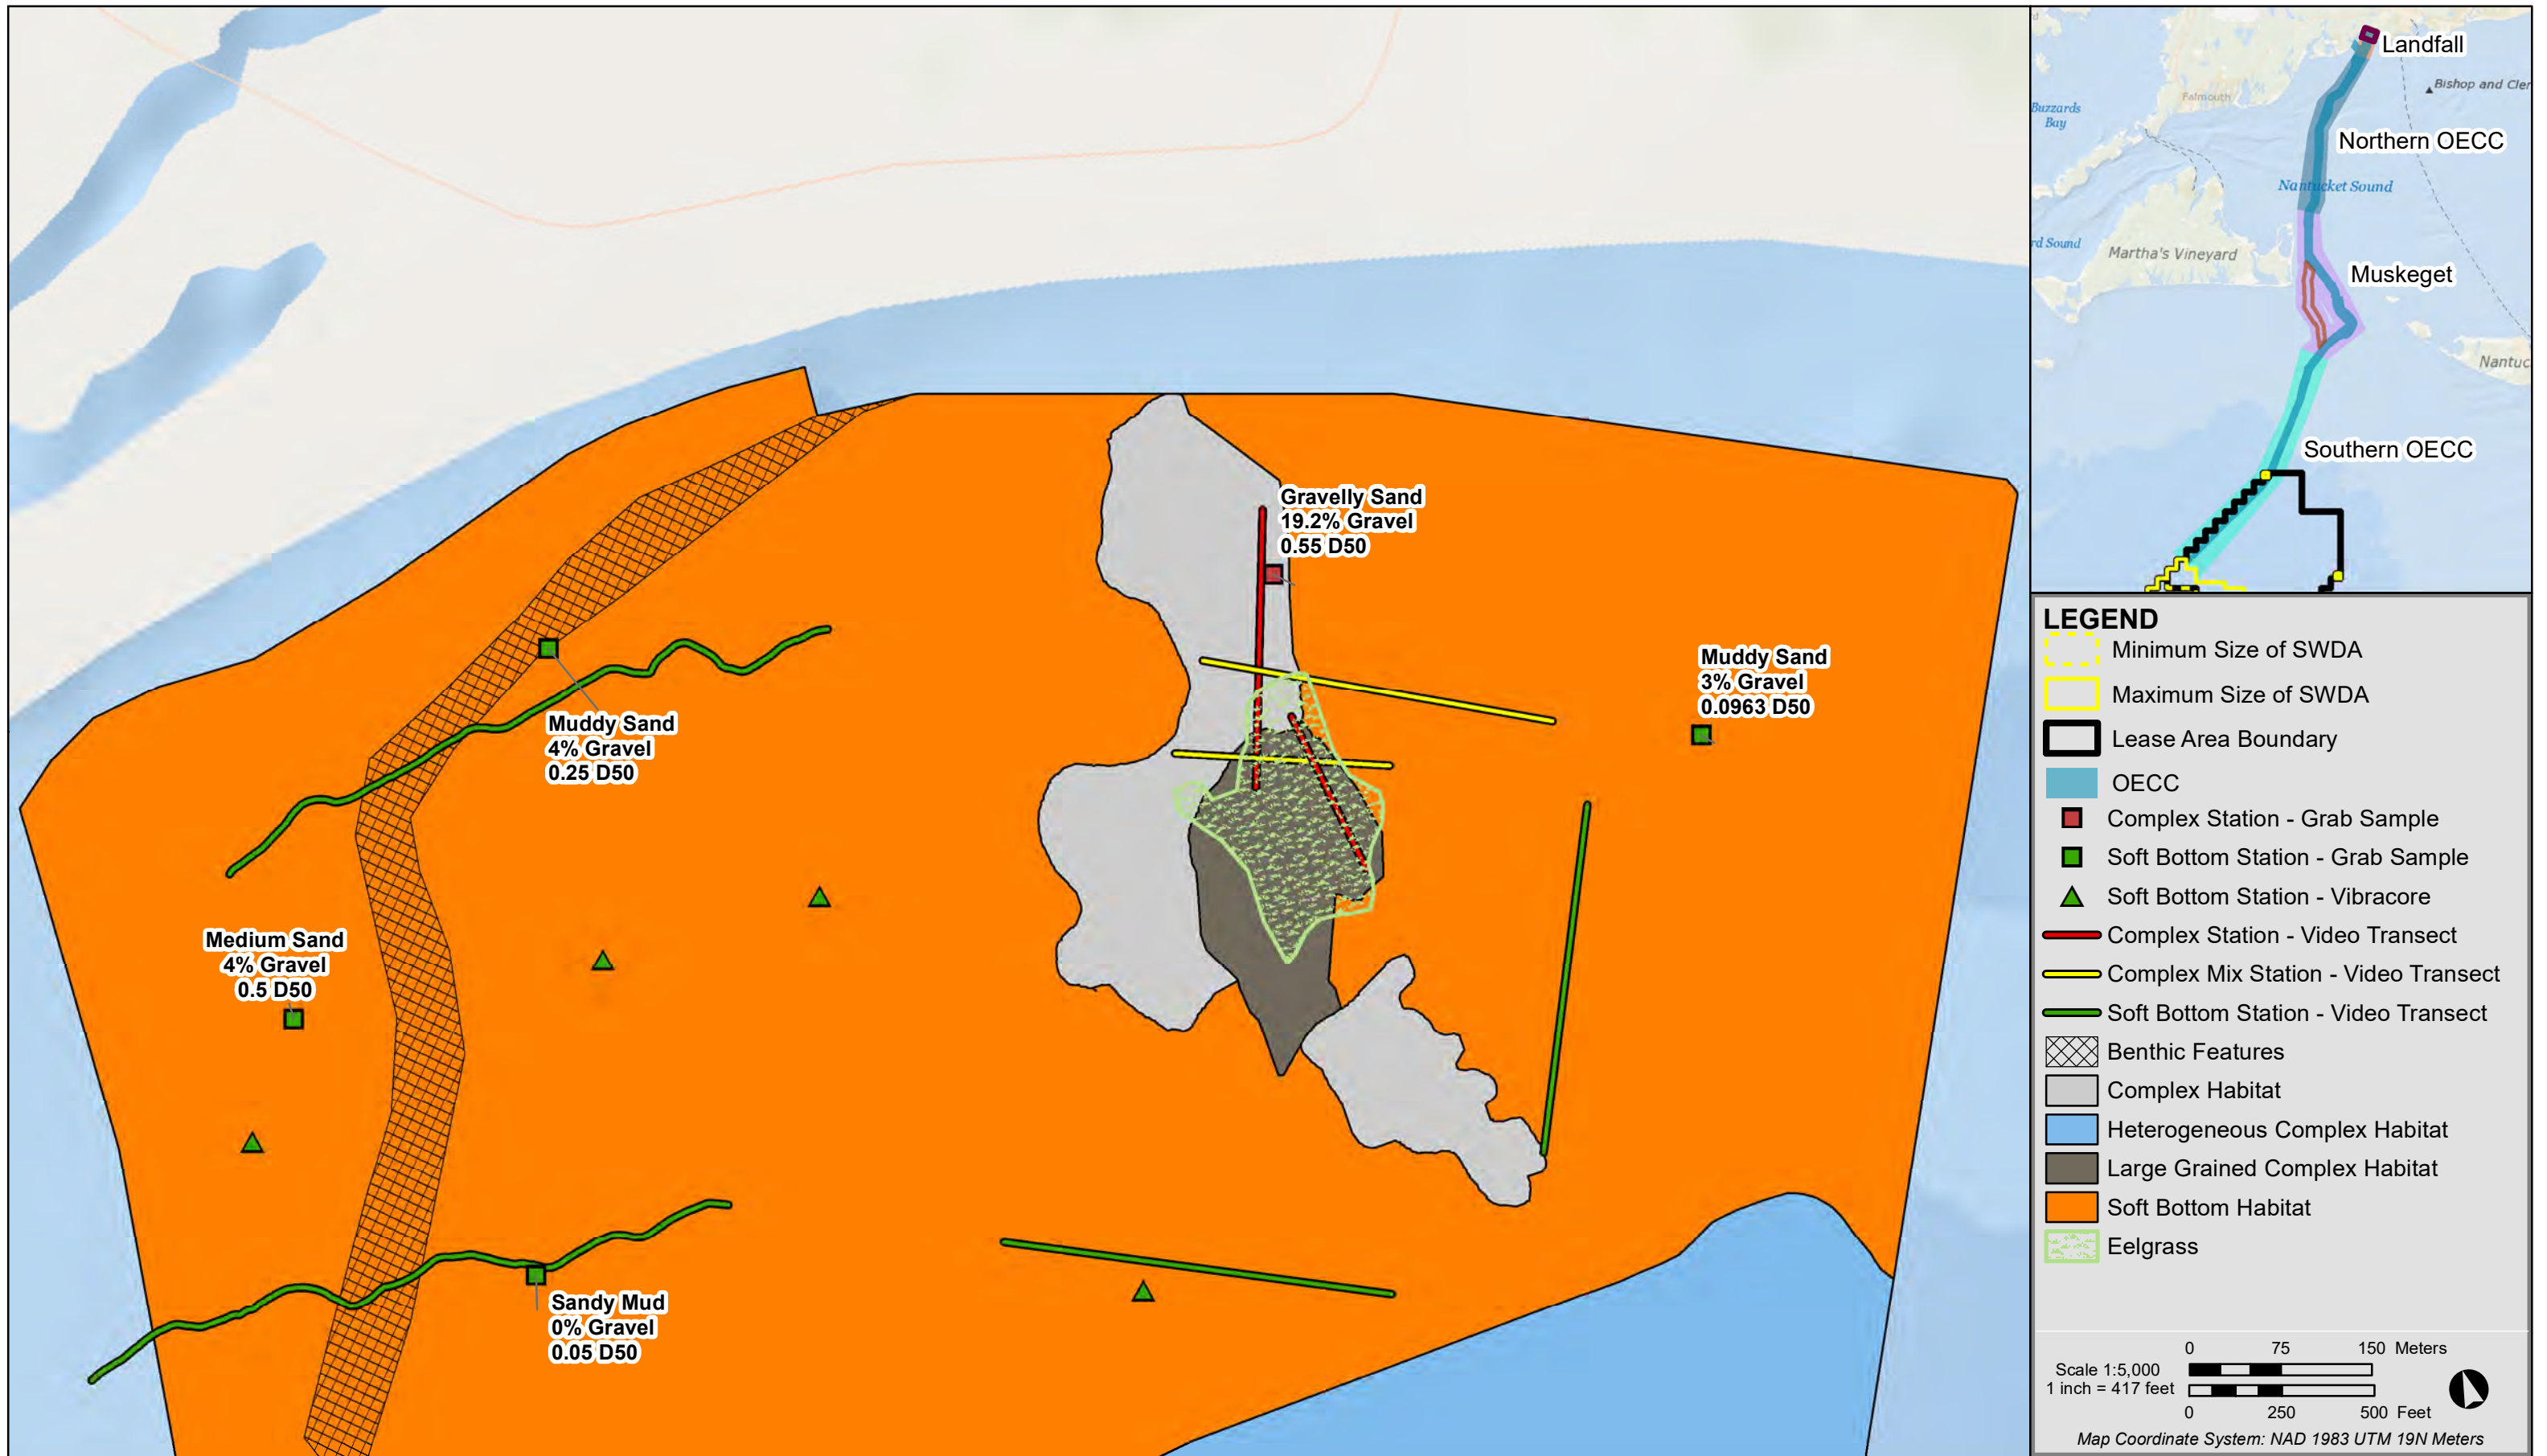 Gravelly Sand
19.2% Gravel
0.55 D50
Muddy Sand
3% Gravel
0.0963 D50
Muddy Sand
4% Gravel
0.25 D50
Medium Sand
4% Gravel
0.5 D50
Sandy Mud
0% Gravel
0.05 D50
Landfall
Bishop and Cler
Falmouth
Buzzards
Bay
Northern OECC
Nantucket Sound
rd Sound
Martha's Vineyard
Muskeget
Nantuc
Southern OECC
LEGEND
Minimum Size of SWDA
Maximum Size of SWDA
Lease Area Boundary
OECC
Complex Station - Grab Sample
Soft Bottom Station - Grab Sample
Soft Bottom Station - Vibracore
Complex Station - Video Transect
Complex Mix Station - Video Transect
Soft Bottom Station - Video Transect
Benthic Features
Complex Habitat
Heterogeneous Complex Habitat
Large Grained Complex Habitat
Soft Bottom Habitat
Eelgrass
0 75 150 Meters
Scale 1:5,000
1 inch = 417 feet
0 250 500 Feet
Map Coordinate System: NAD 1983 UTM 19N Meters